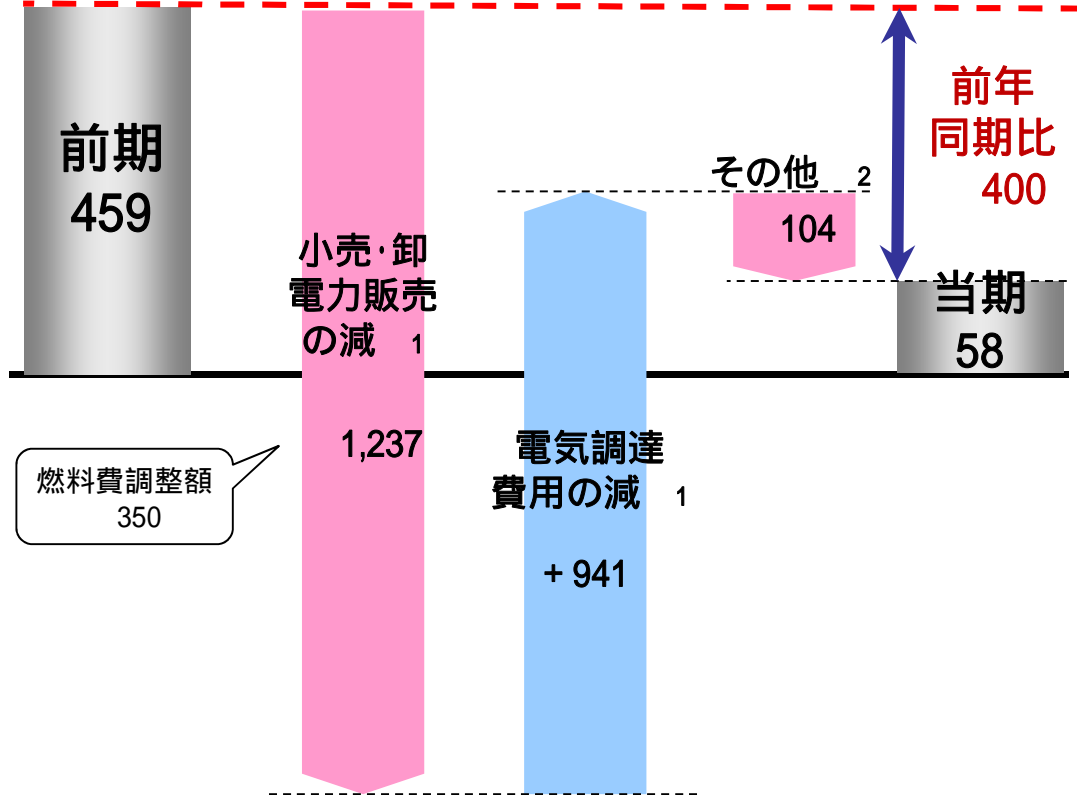 前期
459
小売・卸
電力販売
の減 1
1,237
燃料費調整額
350
電気調達
費用の減 1
+ 941
その他 2
104
前年
同期比
400
当期
58